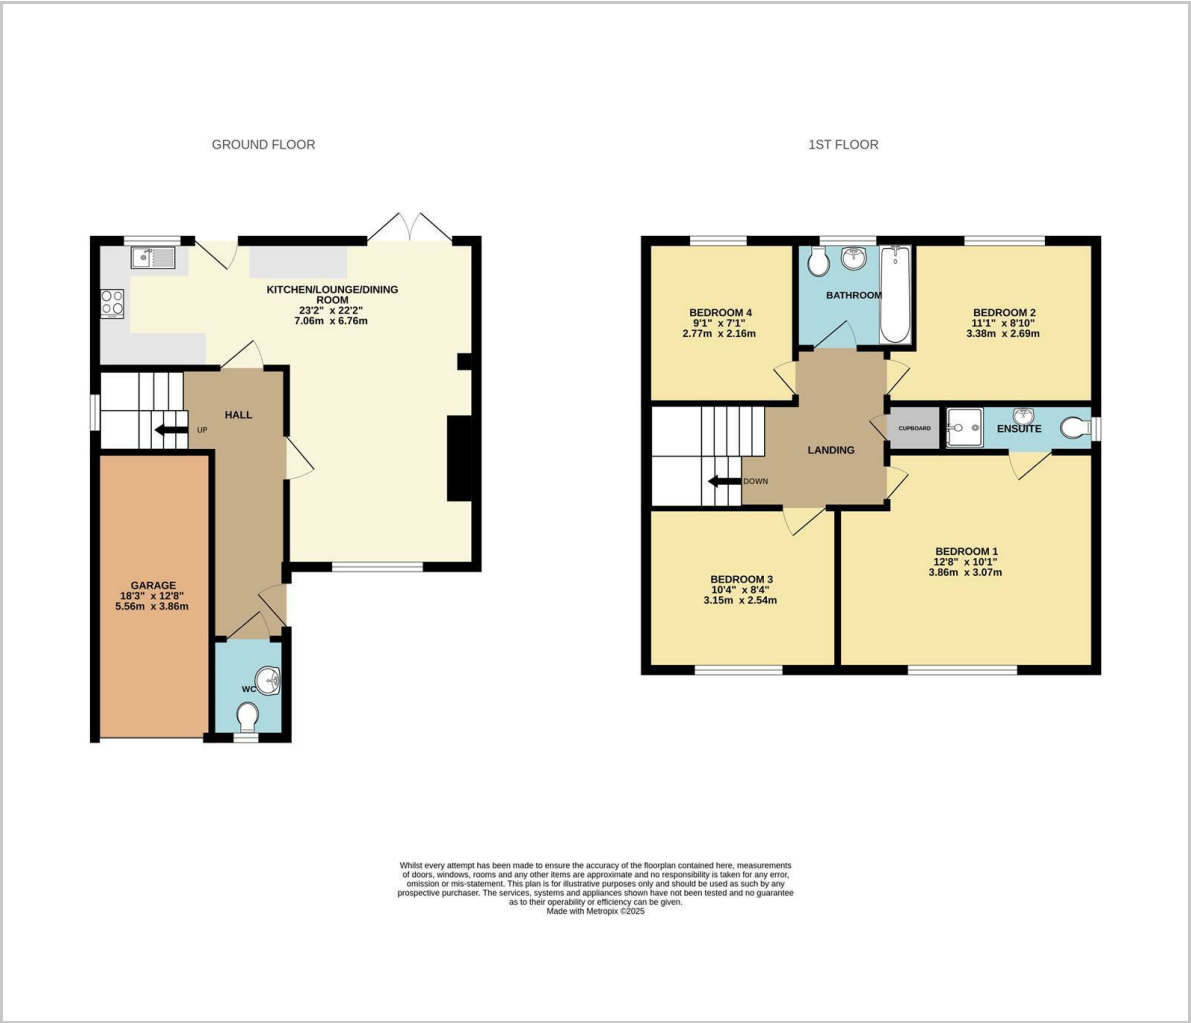 GROUND FLOOR
KITCHEN/LOUNGE/DINING
ROOM
23'2" x 22'2"
7.06m x 6.76m
HALL
UP
GARAGE
18'3" x 12'8"
5.56m x 3.86m
WC
1ST FLOOR
BEDROOM 4
9'1" x 7'1"
2.77m x 2.16m
BATHROOM
BEDROOM 2
11'1" x 8'10"
3.38m x 2.69m
CUPBOARD
ENSUITE
LANDING
DOWN
BEDROOM 3
10'4" x 8'4"
3.15m x 2.54m
BEDROOM 1
12'8" x 10'1"
3.86m x 3.07m
Whilst every attempt has been made to ensure the accuracy of the floorplan contained here, measurements
of doors, windows, rooms and any other items are approximate and no responsibility is taken for any error,
omission or mis-statement. This plan is for illustrative purposes only and should be used as such by any
prospective purchaser. The services, systems and appliances shown have not been tested and no guarantee
as to their operability or efficiency can be given.
Made with Metropix ©2025